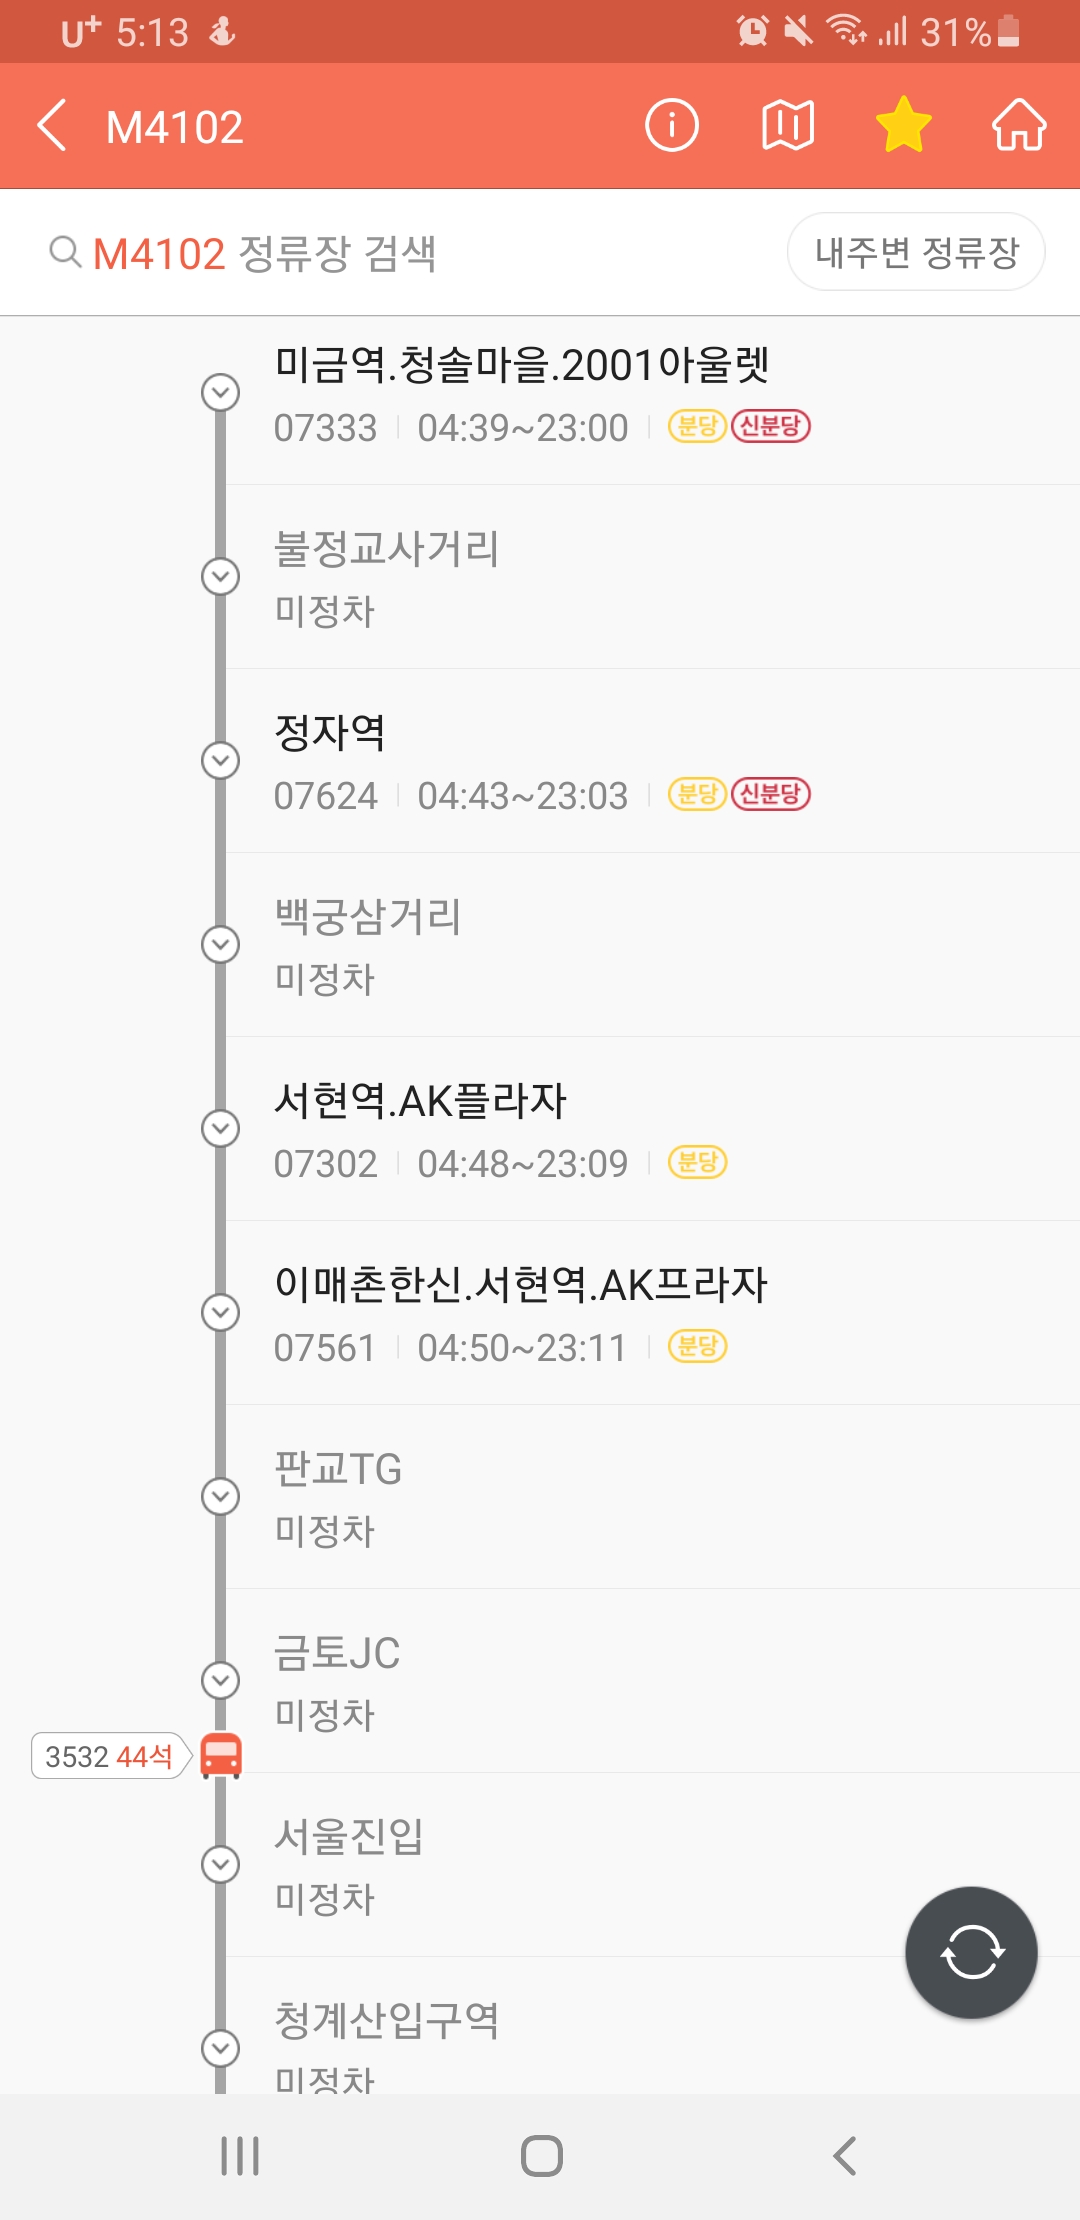 U+ 5:13 31%
M4102
M4102 정류장 검색 내주변 정류장
미금역.청솔마을.2001아울렛
07333 04:39~23:00 분당 신분당
불정교사거리
미정차
정자역
07624 04:43~23:03 분당 신분당
백궁삼거리
미정차
서현역.AK플라자
07302 04:48~23:09 분당
이매촌한신.서현역.AK프라자
07561 04:50~23:11 분당
판교TG
미정차
금토JC
미정차
3532 44석
서울진입
미정차
청계산입구역
미정차